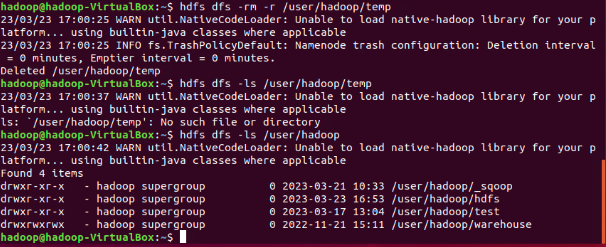 hadoop@hadoop-VirtualBox:~$ hdfs dfs -rm -r /user/hadoop/temp
23/03/23 17:00:25 WARN util.NativeCodeLoader: Unable to load native-hadoop library for your p
latform... using builtin-java classes where applicable
23/03/23 17:00:25 INFO fs.TrashPolicyDefault: Namenode trash configuration: Deletion interval
 = 0 minutes, Emptier interval = 0 minutes.
Deleted /user/hadoop/temp
hadoop@hadoop-VirtualBox:~$ hdfs dfs -ls /user/hadoop/temp
23/03/23 17:00:37 WARN util.NativeCodeLoader: Unable to load native-hadoop library for your p
latform... using builtin-java classes where applicable
ls: `/user/hadoop/temp': No such file or directory
hadoop@hadoop-VirtualBox:~$ hdfs dfs -ls /user/hadoop
23/03/23 17:00:42 WARN util.NativeCodeLoader: Unable to load native-hadoop library for your p
latform... using builtin-java classes where applicable
Found 4 items
drwxr-xr-x   - hadoop supergroup          0 2023-03-21 10:33 /user/hadoop/_sqoop
drwxr-xr-x   - hadoop supergroup          0 2023-03-23 16:53 /user/hadoop/hdfs
drwxr-xr-x   - hadoop supergroup          0 2023-03-17 13:04 /user/hadoop/test
drwxrwxrwx   - hadoop supergroup          0 2022-11-21 15:11 /user/hadoop/warehouse
hadoop@hadoop-VirtualBox:~$